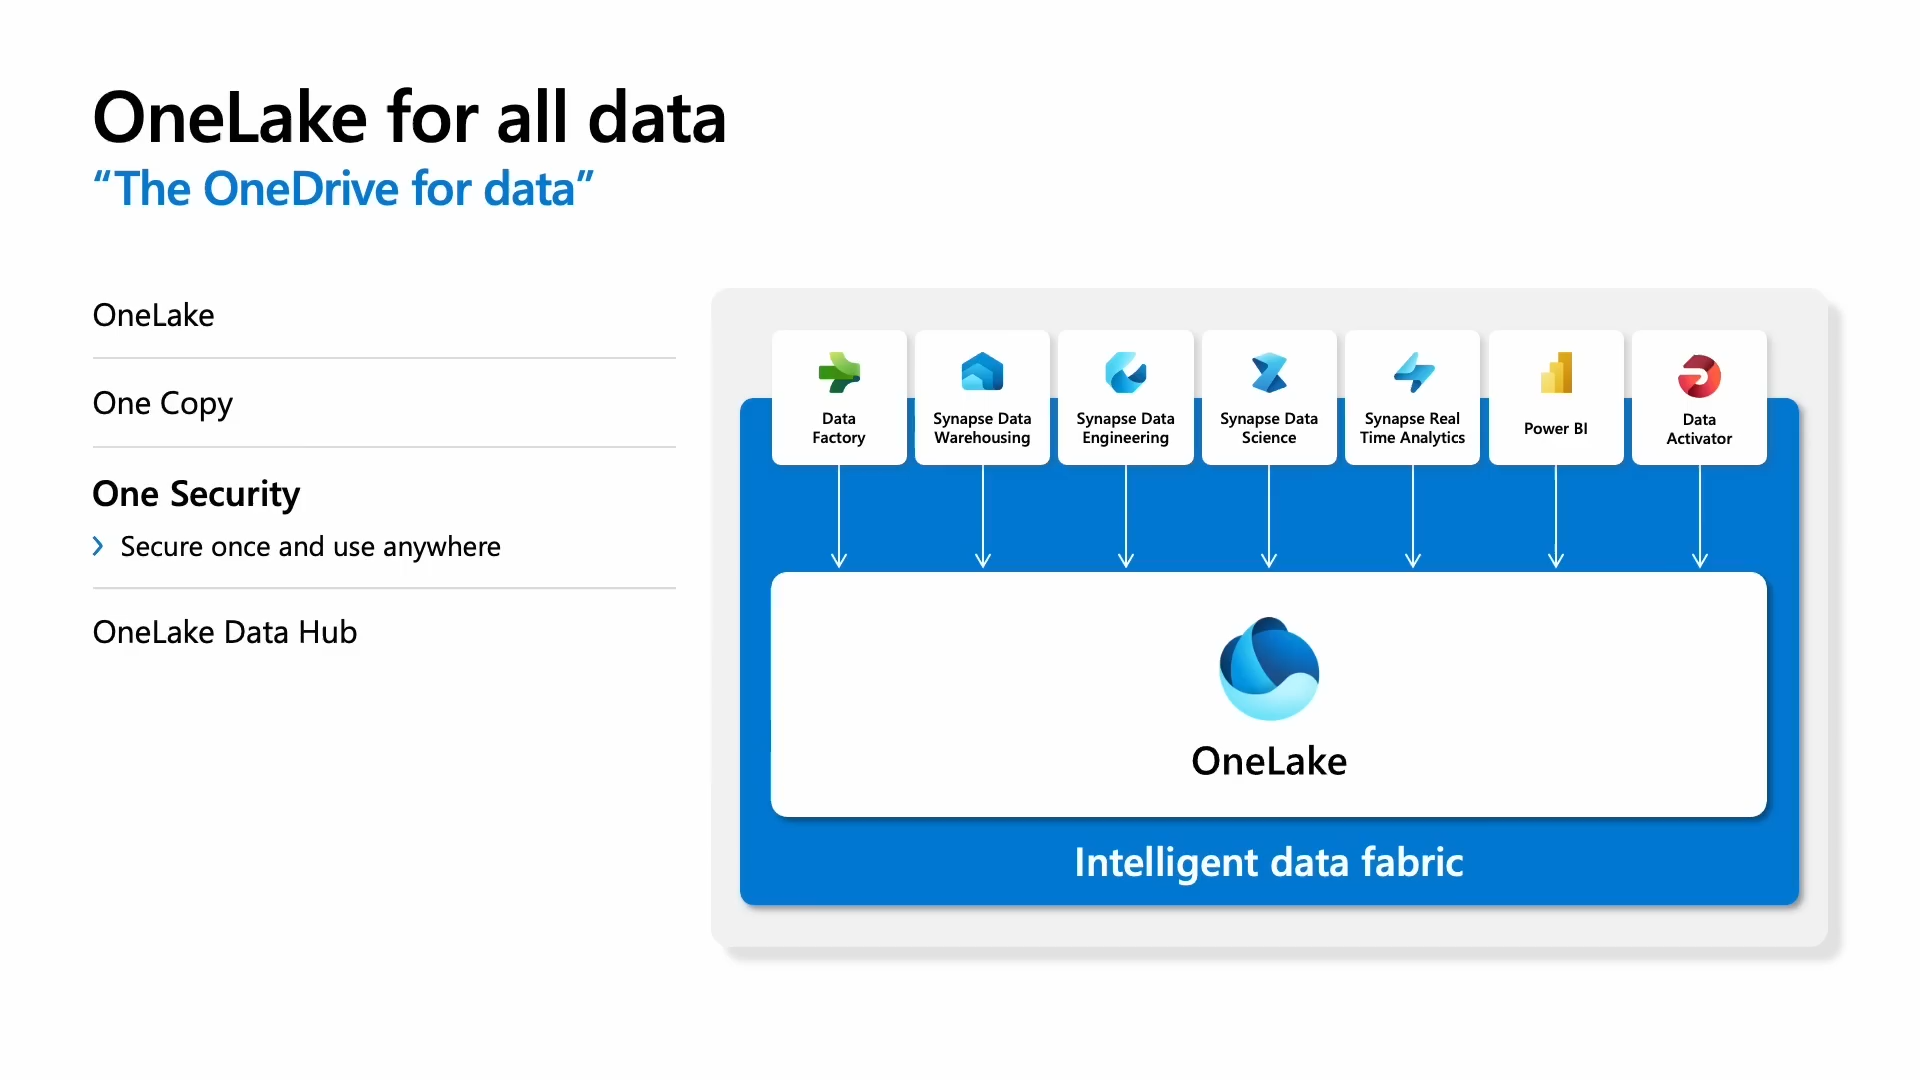 OneLake for all data
“The OneDrive for data”
OneLake
One Copy
One Security
Secure once and use anywhere
OneLake Data Hub
Data
Factory
Synapse Data
Warehousing
Synapse Data
Engineering
Synapse Data
Science
Synapse Real
Time Analytics
Power BI
Data
Activator
OneLake
Intelligent data fabric